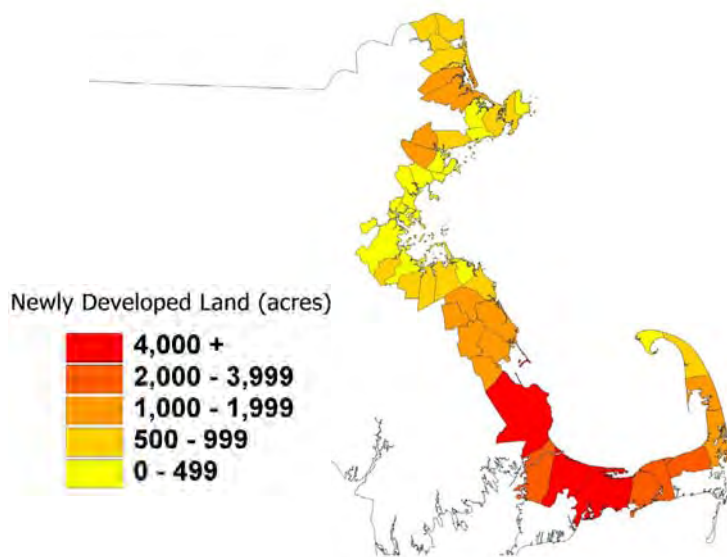 Newly Developed Land (acres)
4,000 +
2,000 - 3,999
1,000 - 1,999
500 - 999
0 - 499